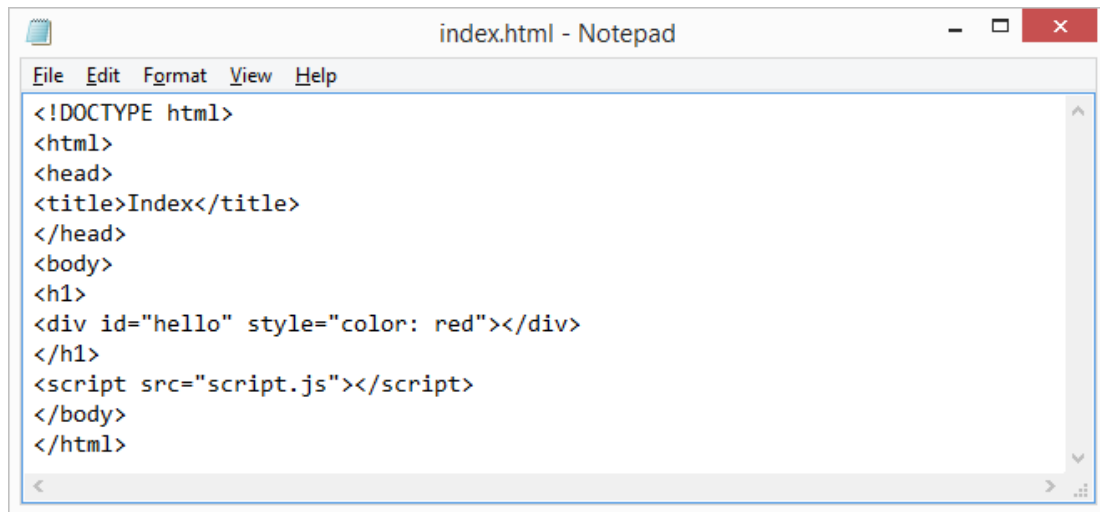 index.html - Notepad
File Edit Format View Help
<!DOCTYPE html>
<html>
<head>
<title>Index</title>
</head>
<body>
<h1>
<div id="hello" style="color: red"></div>
</h1>
<script src="script.js"></script>
</body>
</html>